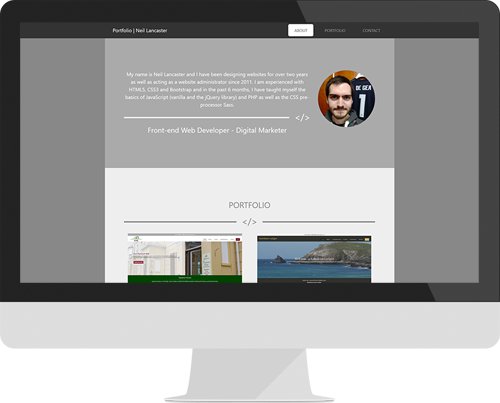 Portfolio | Neil Lancaster
ABOUT
PORTFOLIO
CONTACT
My name is Neil Lancaster and I have been designing websites for over two years
as well as acting as a website administrator since 2011. I am experienced with
HTML5, CSS3 and Bootstrap and in the past 6 months, I have taught myself the
basics of JavaScript (vanilla and the jQuery library) and PHP as well as the CSS pre-
processor Sass.
</>
Front-end Web Developer - Digital Marketer
DE GEA
1
PORTFOLIO
</>